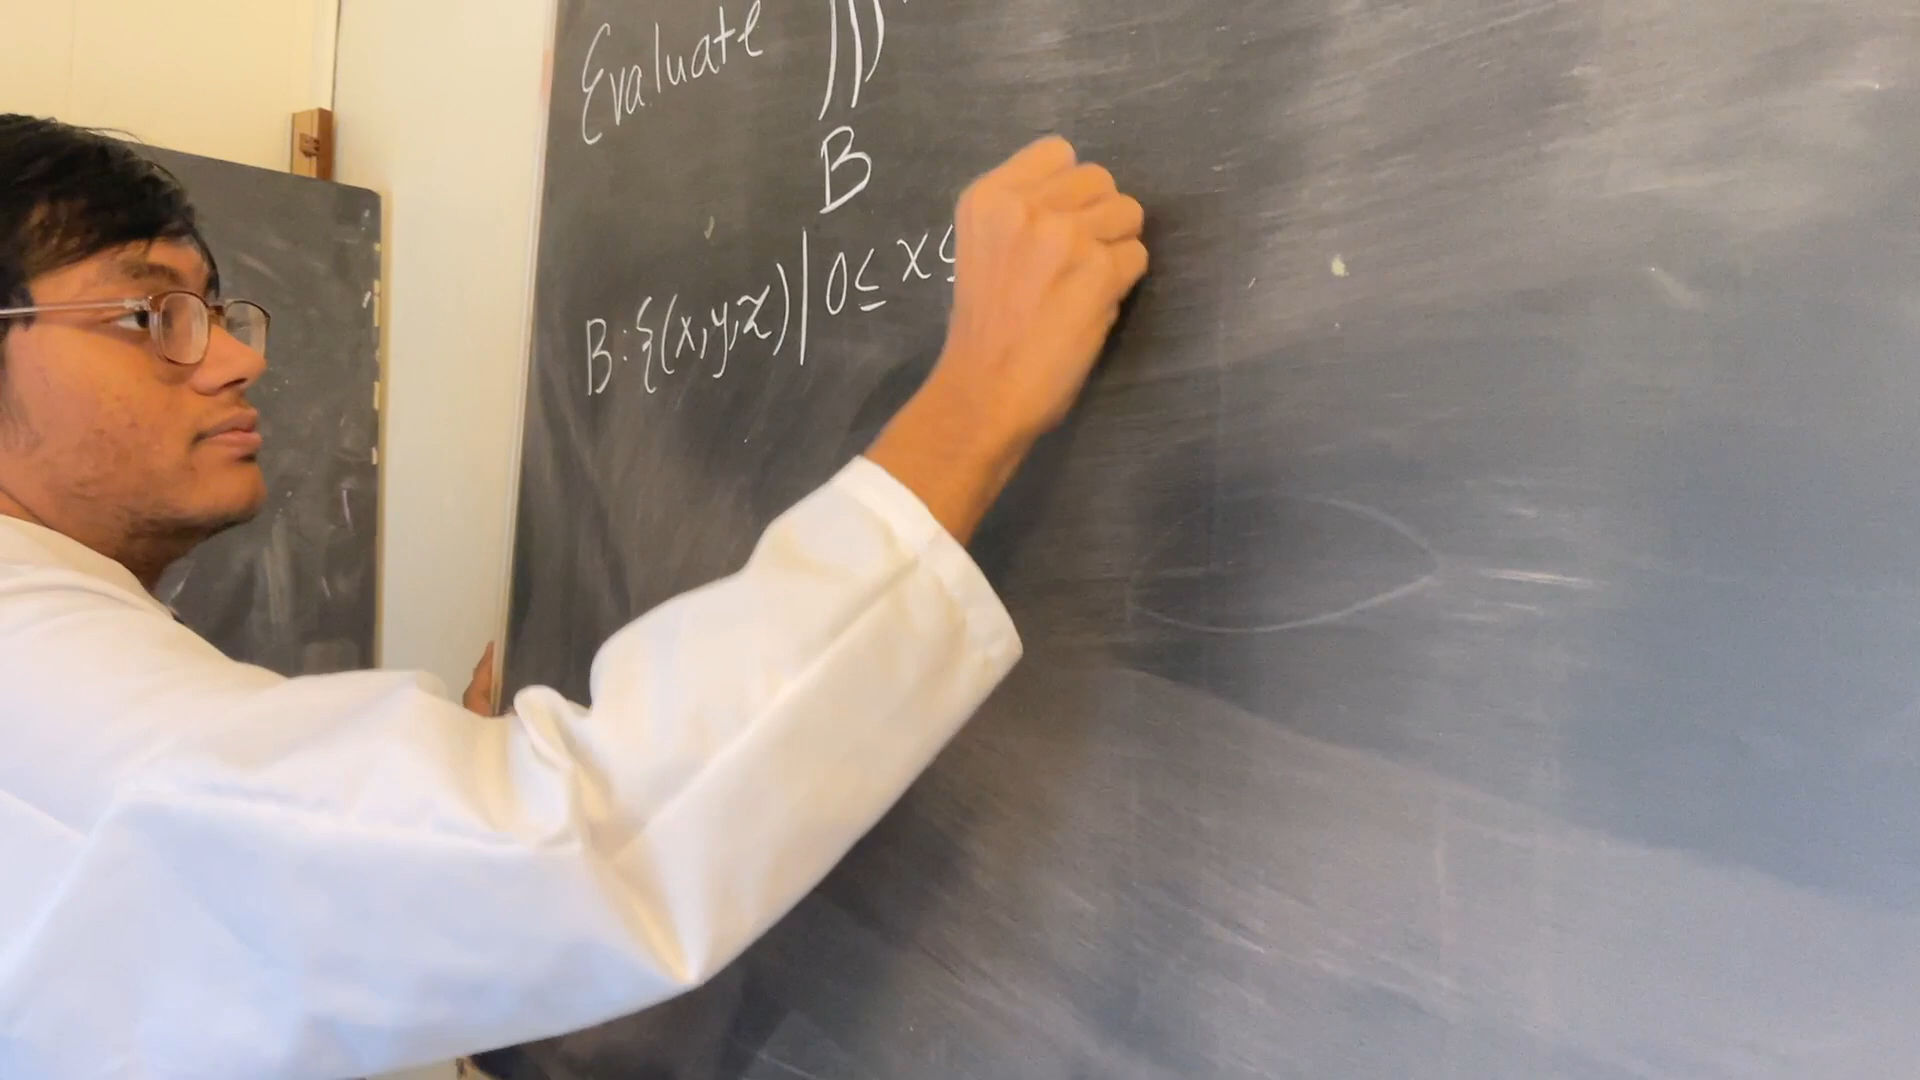 Evaluate ∭
B
B:{(x,y,z)|0≤x≤